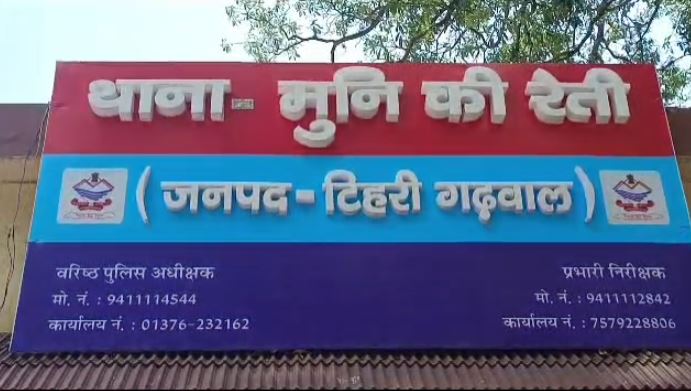 थाना - मुनि की रेती
( जनपद - टिहरी गढ़वाल )
वरिष्ठ पुलिस अधीक्षक
मो. नं. : 9411114544
कार्यालय नं. : 01376-232162
प्रभारी निरीक्षक
मो. नं. : 9411112842
कार्यालय नं. : 7579228806